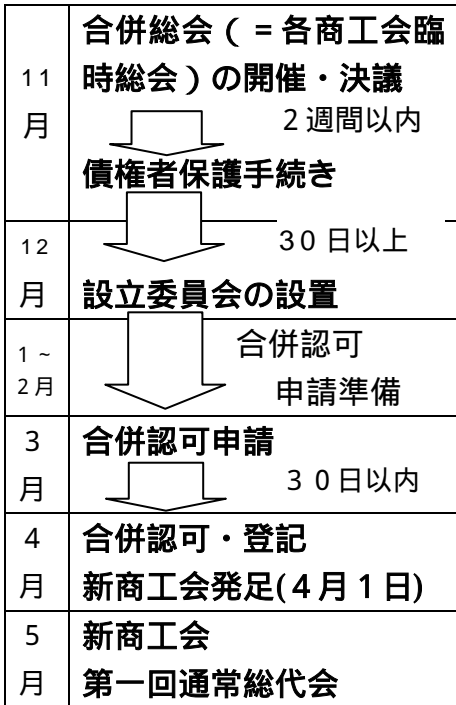 11
月
合併総会(=各商工会臨
時総会)の開催・決議
2週間以内
債権者保護手続き
12
月
30日以上
設立委員会の設置
1~
2月
合併認可
申請準備
3
月
合併認可申請
30日以内
4
月
合併認可・登記
新商工会発足(4月1日)
5
月
新商工会
第一回通常総代会